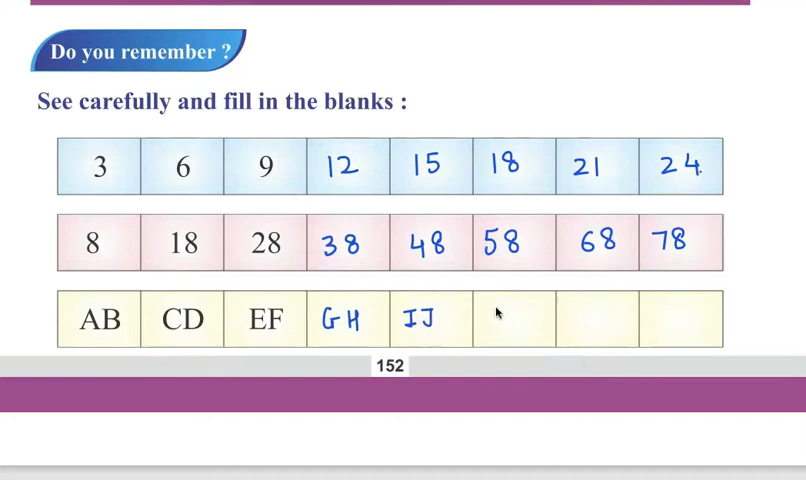 Do you remember ?
See carefully and fill in the blanks :
3 6 9 12 15 18 21 24.
8 18 28 38 48 58 68 78
AB CD EF GH IJ
152